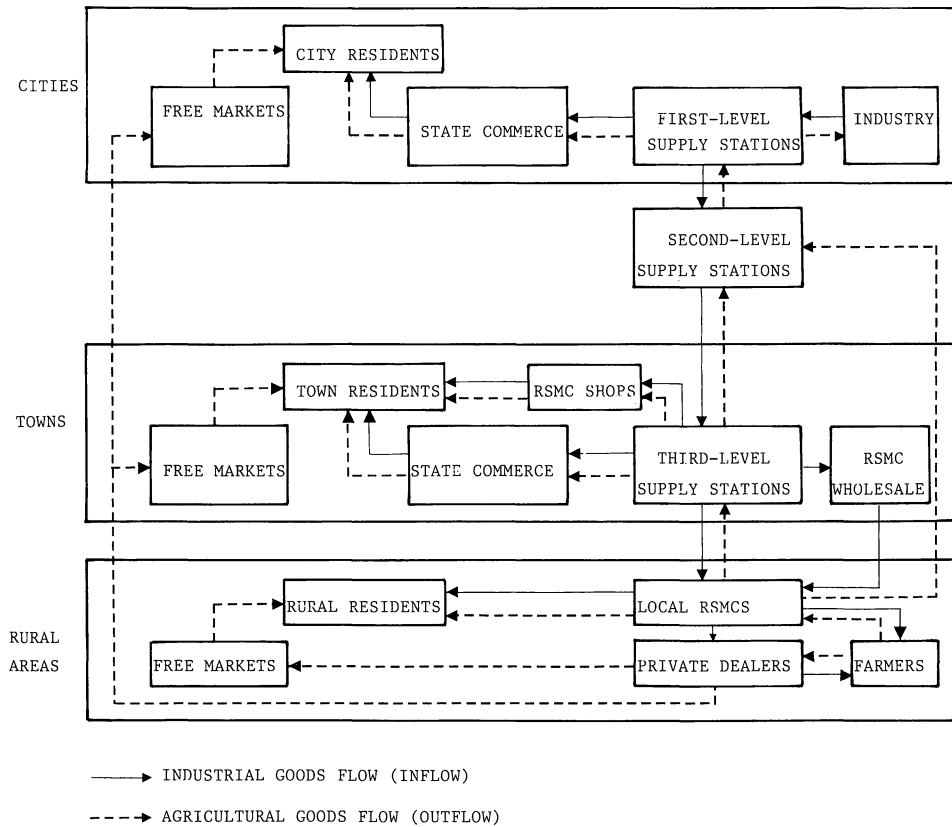 CITY RESIDENTS
CITIES
FREE MARKETS
STATE COMMERCE
FIRST-LEVEL
SUPPLY STATIONS
INDUSTRY
SECOND-LEVEL
SUPPLY STATIONS
TOWN RESIDENTS
RSMC SHOPS
TOWNS
FREE MARKETS
STATE COMMERCE
THIRD-LEVEL
SUPPLY STATIONS
RSMC
WHOLESALE
RURAL RESIDENTS
LOCAL RSMCS
RURAL
AREAS
FREE MARKETS
PRIVATE DEALERS
FARMERS
INDUSTRIAL GOODS FLOW (INFLOW)
AGRICULTURAL GOODS FLOW (OUTFLOW)